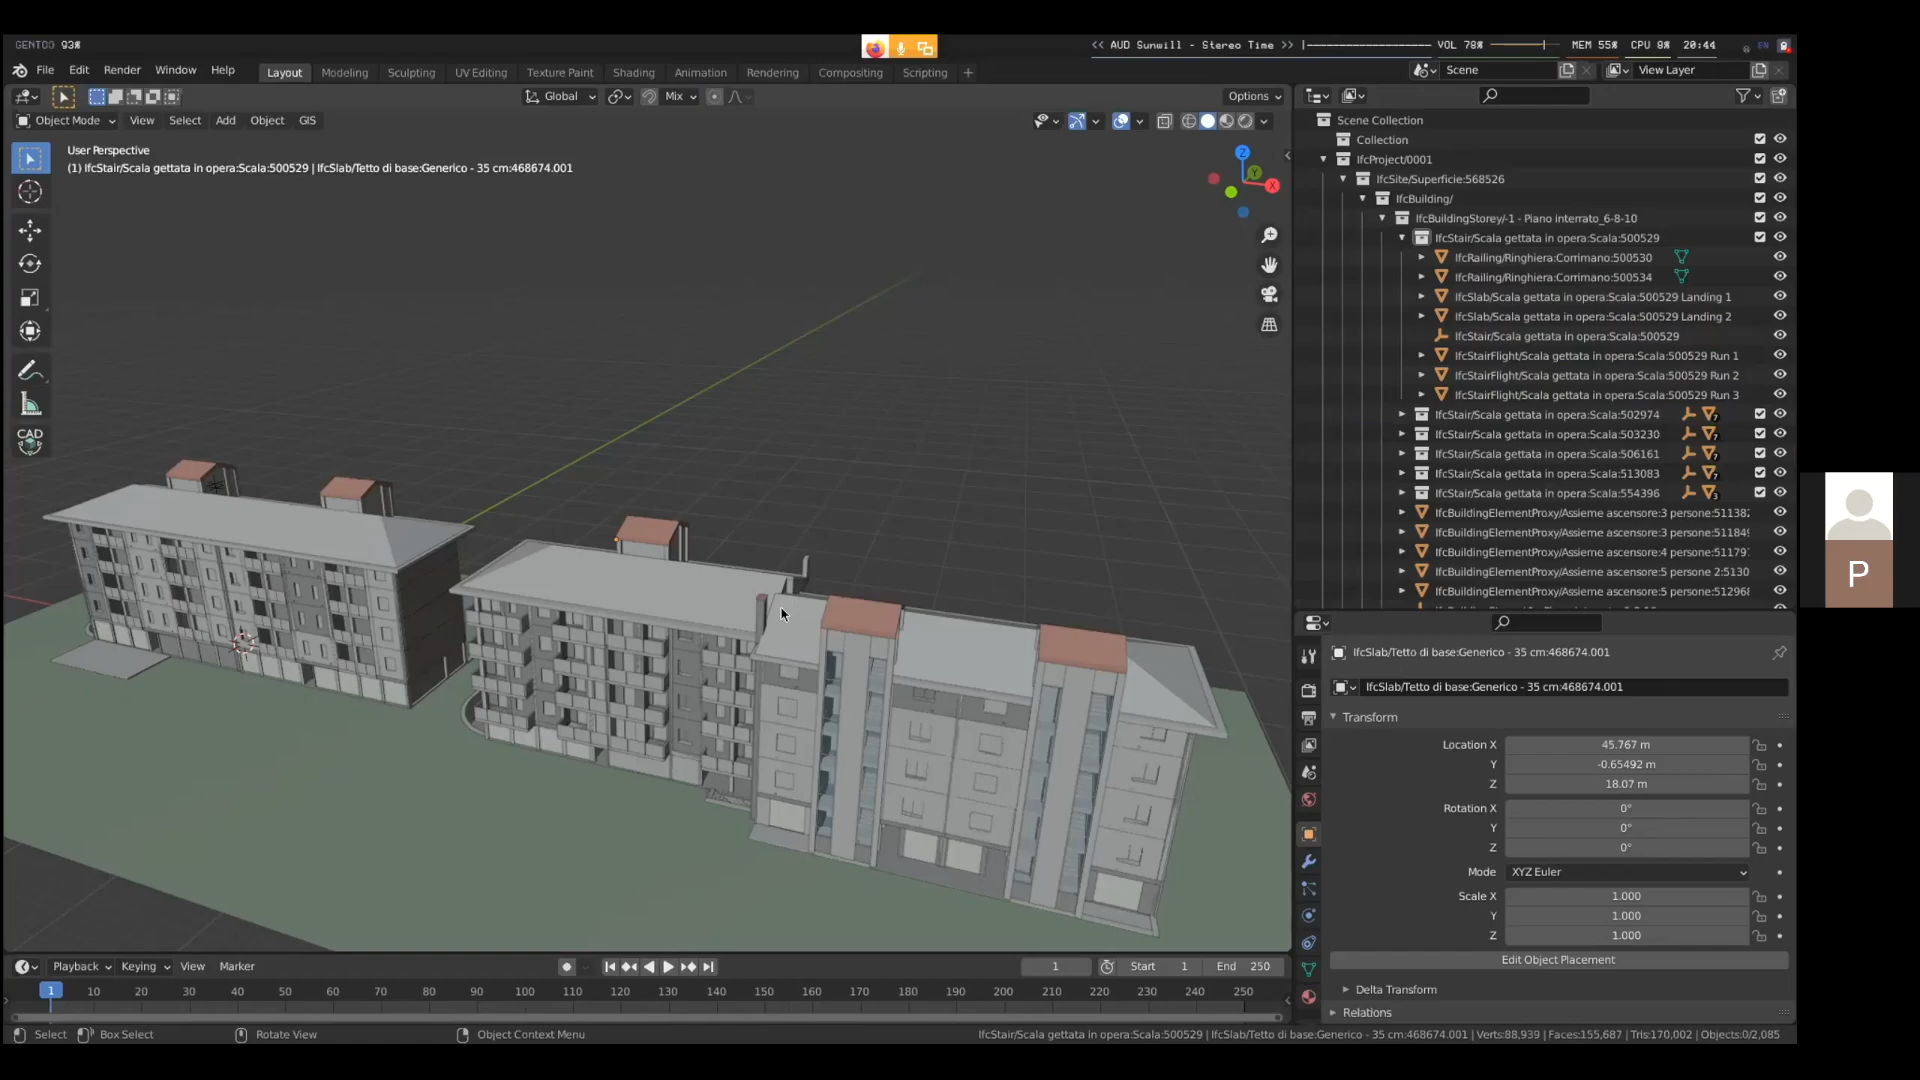 GENTOO 93%
<< AUD Sunwill - Stereo Time >>
VOL 78%
MEM 55%
CPU 8%
20:44
EN
File Edit Render Window Help
Layout Modeling Sculpting UV Editing Texture Paint Shading Animation Rendering Compositing Scripting
Scene
View Layer
Global
Mix
Options
Object Mode View Select Add Object GIS
User Perspective
(1) IfcStair/Scala gettata in opera:Scala:500529 | IfcSlab/Tetto di base:Generico - 35 cm:468674.001
Z
Y
X
CAD
Scene Collection
Collection
IfcProject/0001
IfcSite/Superficie:568526
IfcBuilding/
IfcBuildingStorey/-1 - Piano interrato_6-8-10
IfcStair/Scala gettata in opera:Scala:500529
IfcRailing/Ringhiera:Corrimano:500530
IfcRailing/Ringhiera:Corrimano:500534
IfcSlab/Scala gettata in opera:Scala:500529 Landing 1
IfcSlab/Scala gettata in opera:Scala:500529 Landing 2
IfcStair/Scala gettata in opera:Scala:500529
IfcStairFlight/Scala gettata in opera:Scala:500529 Run 1
IfcStairFlight/Scala gettata in opera:Scala:500529 Run 2
IfcStairFlight/Scala gettata in opera:Scala:500529 Run 3
IfcStair/Scala gettata in opera:Scala:502974 7
IfcStair/Scala gettata in opera:Scala:503230 7
IfcStair/Scala gettata in opera:Scala:506161 7
IfcStair/Scala gettata in opera:Scala:513083 7
IfcStair/Scala gettata in opera:Scala:554396 3
IfcBuildingElementProxy/Assieme ascensore:3 persone:511382
IfcBuildingElementProxy/Assieme ascensore:3 persone:511849
IfcBuildingElementProxy/Assieme ascensore:4 persone:511797
IfcBuildingElementProxy/Assieme ascensore:5 persone 2:5130
IfcBuildingElementProxy/Assieme ascensore:5 persone:512968
IfcSlab/Tetto di base:Generico - 35 cm:468674.001
IfcSlab/Tetto di base:Generico - 35 cm:468674.001
Transform
Location X 45.767 m
Y -0.65492 m
Z 18.07 m
Rotation X 0°
Y 0°
Z 0°
Mode XYZ Euler
Scale X 1.000
Y 1.000
Z 1.000
Edit Object Placement
Delta Transform
Relations
P
Playback Keying View Marker
1
Start 1
End 250
1 10 20 30 40 50 60 70 80 90 100 110 120 130 140 150 160 170 180 190 200 210 220 230 240 250
Select Box Select Rotate View Object Context Menu
IfcStair/Scala gettata in opera:Scala:500529 | IfcSlab/Tetto di base:Generico - 35 cm:468674.001 | Verts:88,939 | Faces:155,687 | Tris:170,002 | Objects:0/2,085